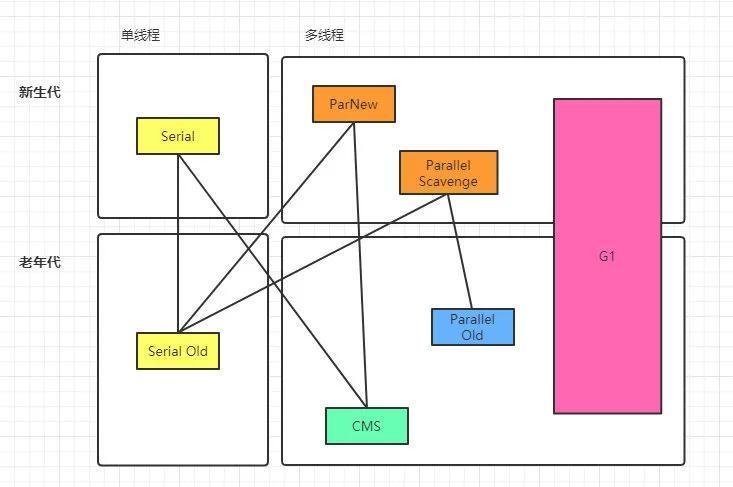 单线程
多线程
新生代
ParNew
Serial
Parallel
Scavenge
老年代
G1
Parallel
Old
Serial Old
CMS